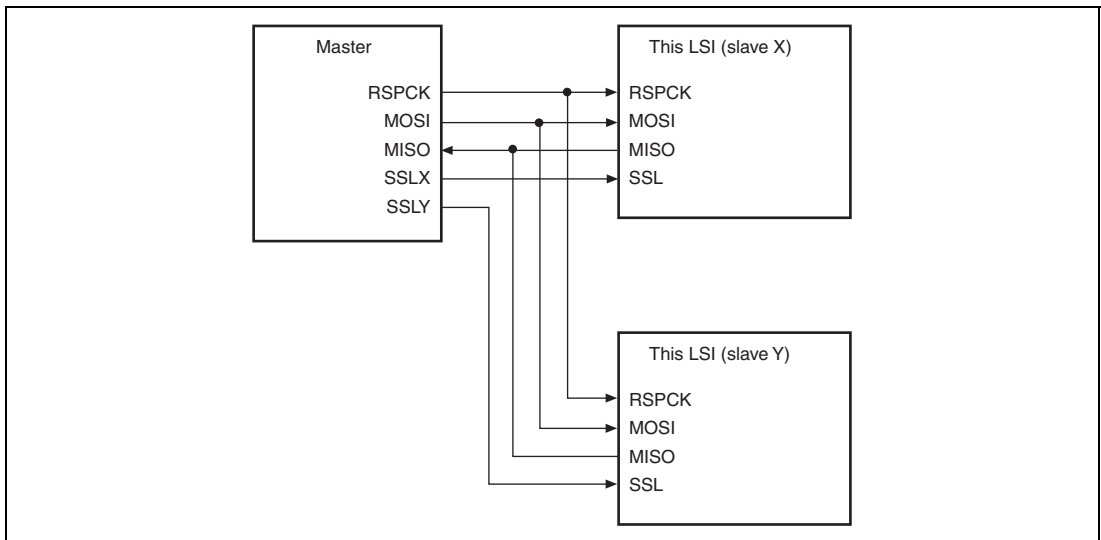 Master
RSPCK
MOSI
MISO
SSLX
SSLY
This LSI (slave X)
RSPCK
MOSI
MISO
SSL
This LSI (slave Y)
RSPCK
MOSI
MISO
SSL